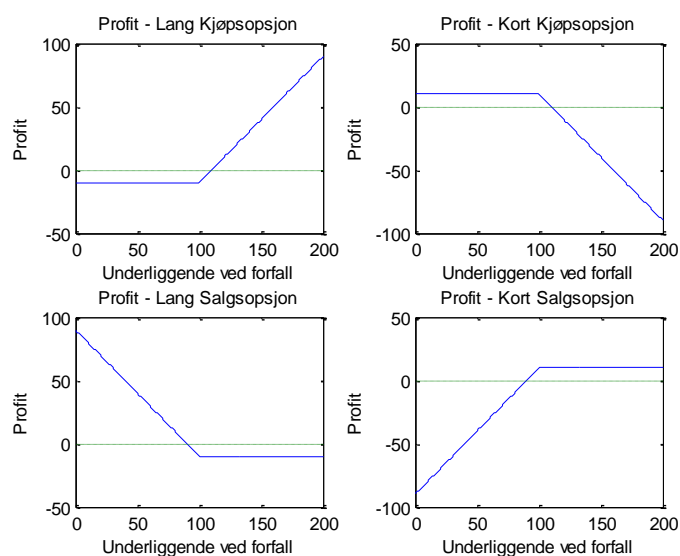 Profit - Lang Kjøpsopsjon
100
50
0
-50
Profit
0 50 100 150 200
Underliggende ved forfall
Profit - Kort Kjøpsopsjon
50
0
-50
-100
Profit
0 50 100 150 200
Underliggende ved forfall
Profit - Lang Salgsopsjon
100
50
0
-50
Profit
0 50 100 150 200
Underliggende ved forfall
Profit - Kort Salgsopsjon
50
0
-50
-100
Profit
0 50 100 150 200
Underliggende ved forfall